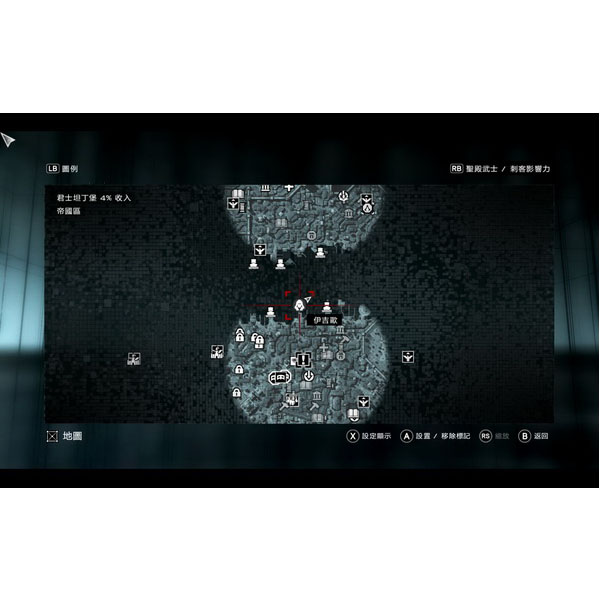 LB 圖例
RB 聖殿武士 / 刺客影響力
君士坦丁堡 4% 收入
帝國區
伊吉歐
地圖
X 設定顯示 A 設置 / 移除標記 RS 縮放 B 返回